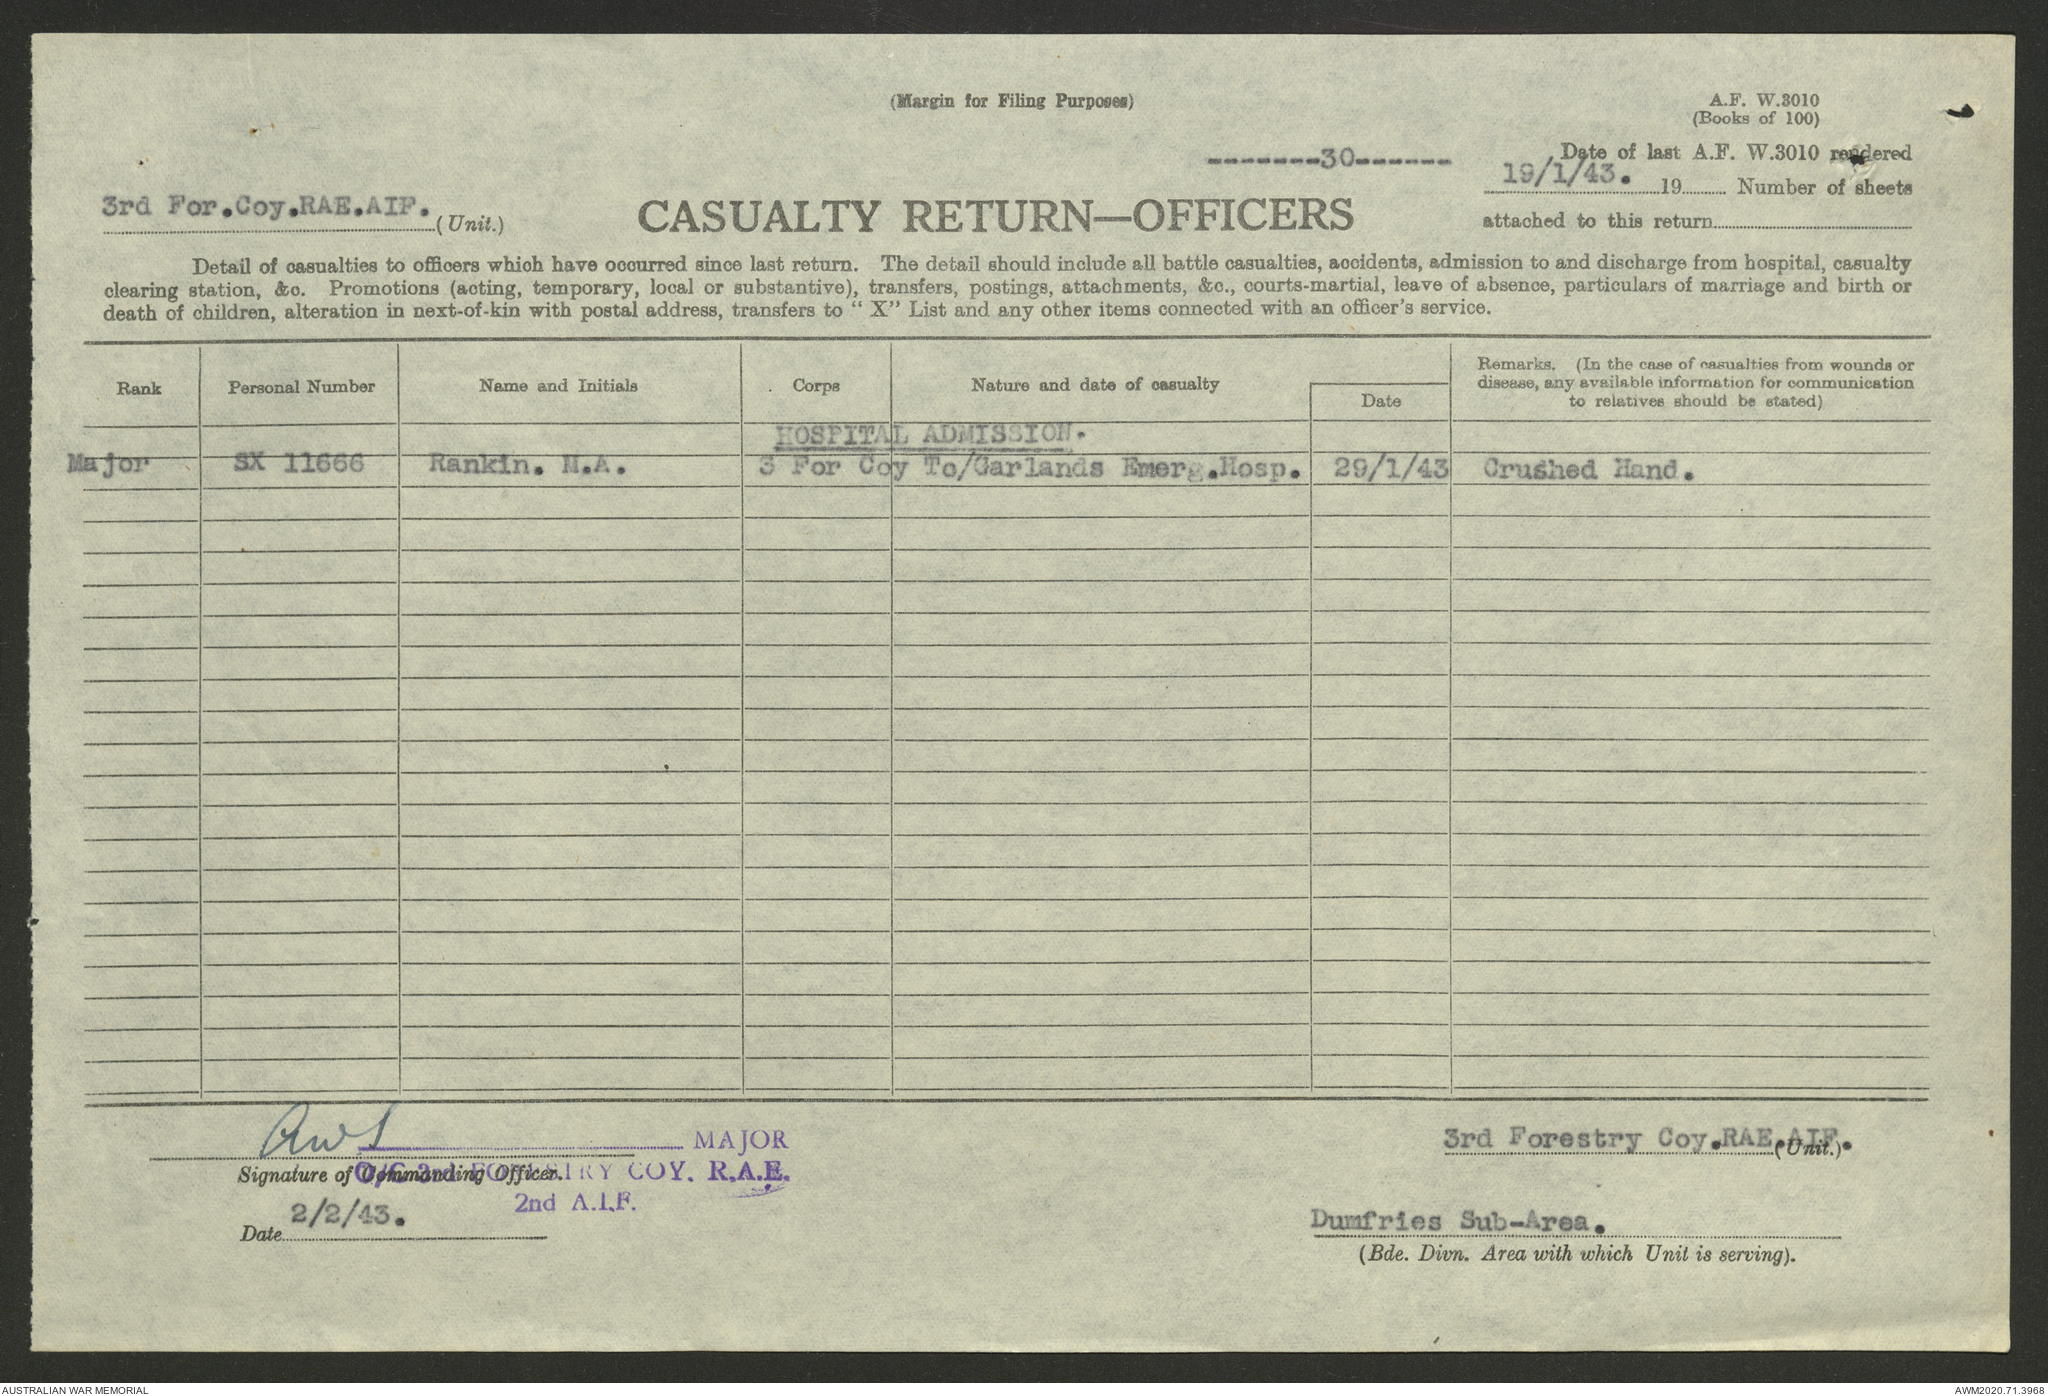 (Margin for Filing Purposes)
A.F. W.3010
(Books of 100)
-------30------
Date of last A.F. W.3010 rendered
19/1/43. 19 Number of sheets
attached to this return
3rd For.Coy.RAE.AIF. (Unit.)
CASUALTY RETURN—OFFICERS
Detail of casualties to officers which have occurred since last return. The detail should include all battle casualties, accidents, admission to and discharge from hospital, casualty
clearing station, &c. Promotions (acting, temporary, local or substantive), transfers, postings, attachments, &c., courts-martial, leave of absence, particulars of marriage and birth or
death of children, alteration in next-of-kin with postal address, transfers to “ X” List and any other items connected with an officer's service.
Rank Personal Number Name and Initials Corps Nature and date of casualty Date
Remarks. (In the case of casualties from wounds or
disease, any available information for communication
to relatives should be stated)
HOSPITAL ADMISSION.
Major SX 11666 Rankin. M.A. 3 For Coy To/Garlands Emerg.Hosp. 29/1/43 Crushed Hand.
MAJOR
Signature of Commanding Officer.
O/C 3rd FORESTRY COY. R.A.E.
2nd A.I.F.
Date 2/2/43.
3rd Forestry Coy.RAE.AIF. (Unit.)
Dumfries Sub-Area.
(Bde. Divn. Area with which Unit is serving).
AUSTRALIAN WAR MEMORIAL
AWM2020.71.3968